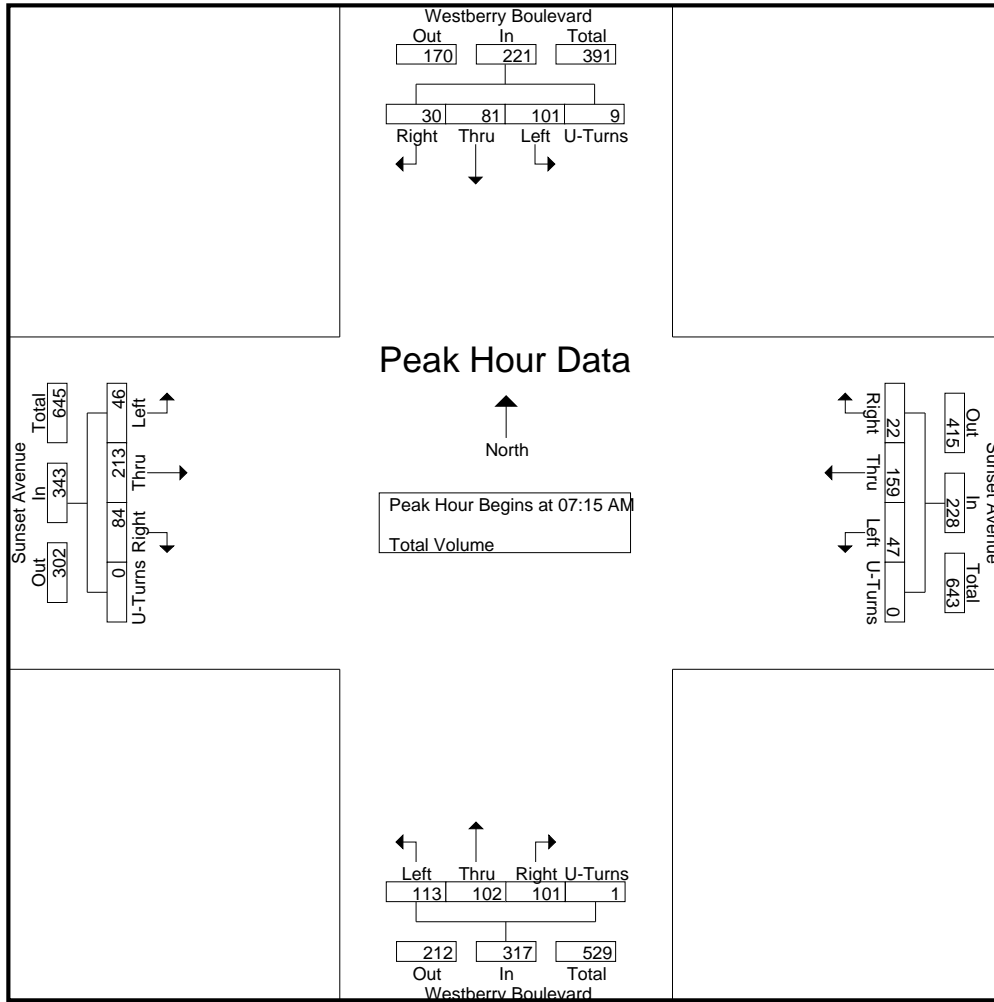 Westberry Boulevard
Out In Total
170 221 391
30 81 101 9
Right Thru Left U-Turns
Peak Hour Data
North
Peak Hour Begins at 07:15 AM
Total Volume
Sunset Avenue
Total In Out
645 343 302
46 213 84 0
Left Thru Right U-Turns
Sunset Avenue
Out In Total
415 228 643
22 159 47 0
Right Thru Left U-Turns
Left Thru Right U-Turns
113 102 101 1
212 317 529
Out In Total
Westberry Boulevard